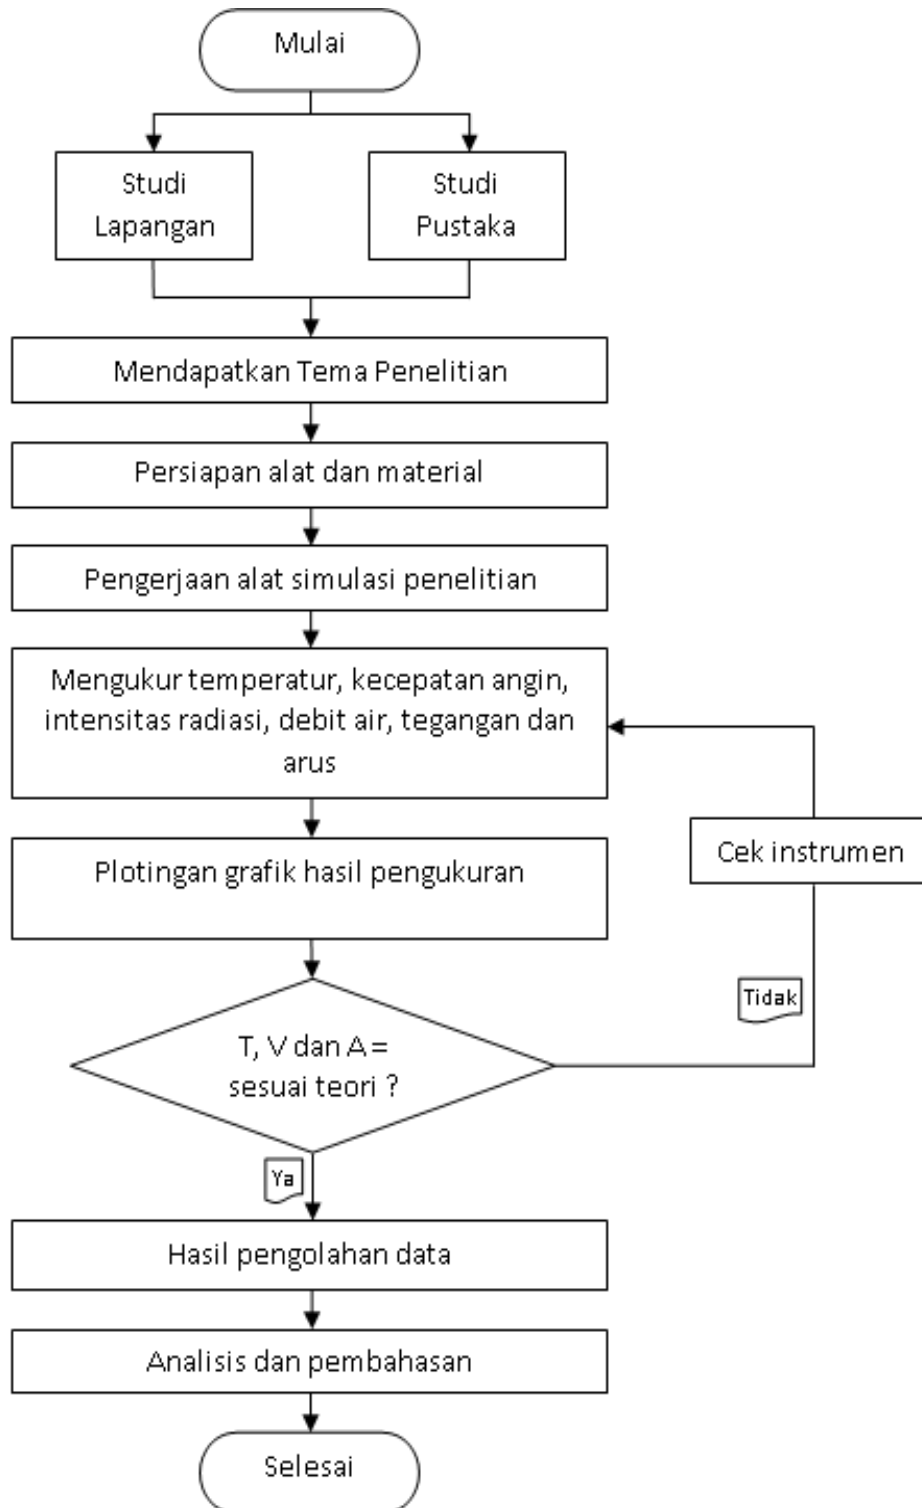 Mulai
Studi
Lapangan
Studi
Pustaka
Mendapatkan Tema Penelitian
Persiapan alat dan material
Pengerjaan alat simulasi penelitian
Mengukur temperatur, kecepatan angin,
intensitas radiasi, debit air, tegangan dan
arus
Plotingan grafik hasil pengukuran
Cek instrumen
Tidak
T, V dan A =
sesuai teori ?
Ya
Hasil pengolahan data
Analisis dan pembahasan
Selesai